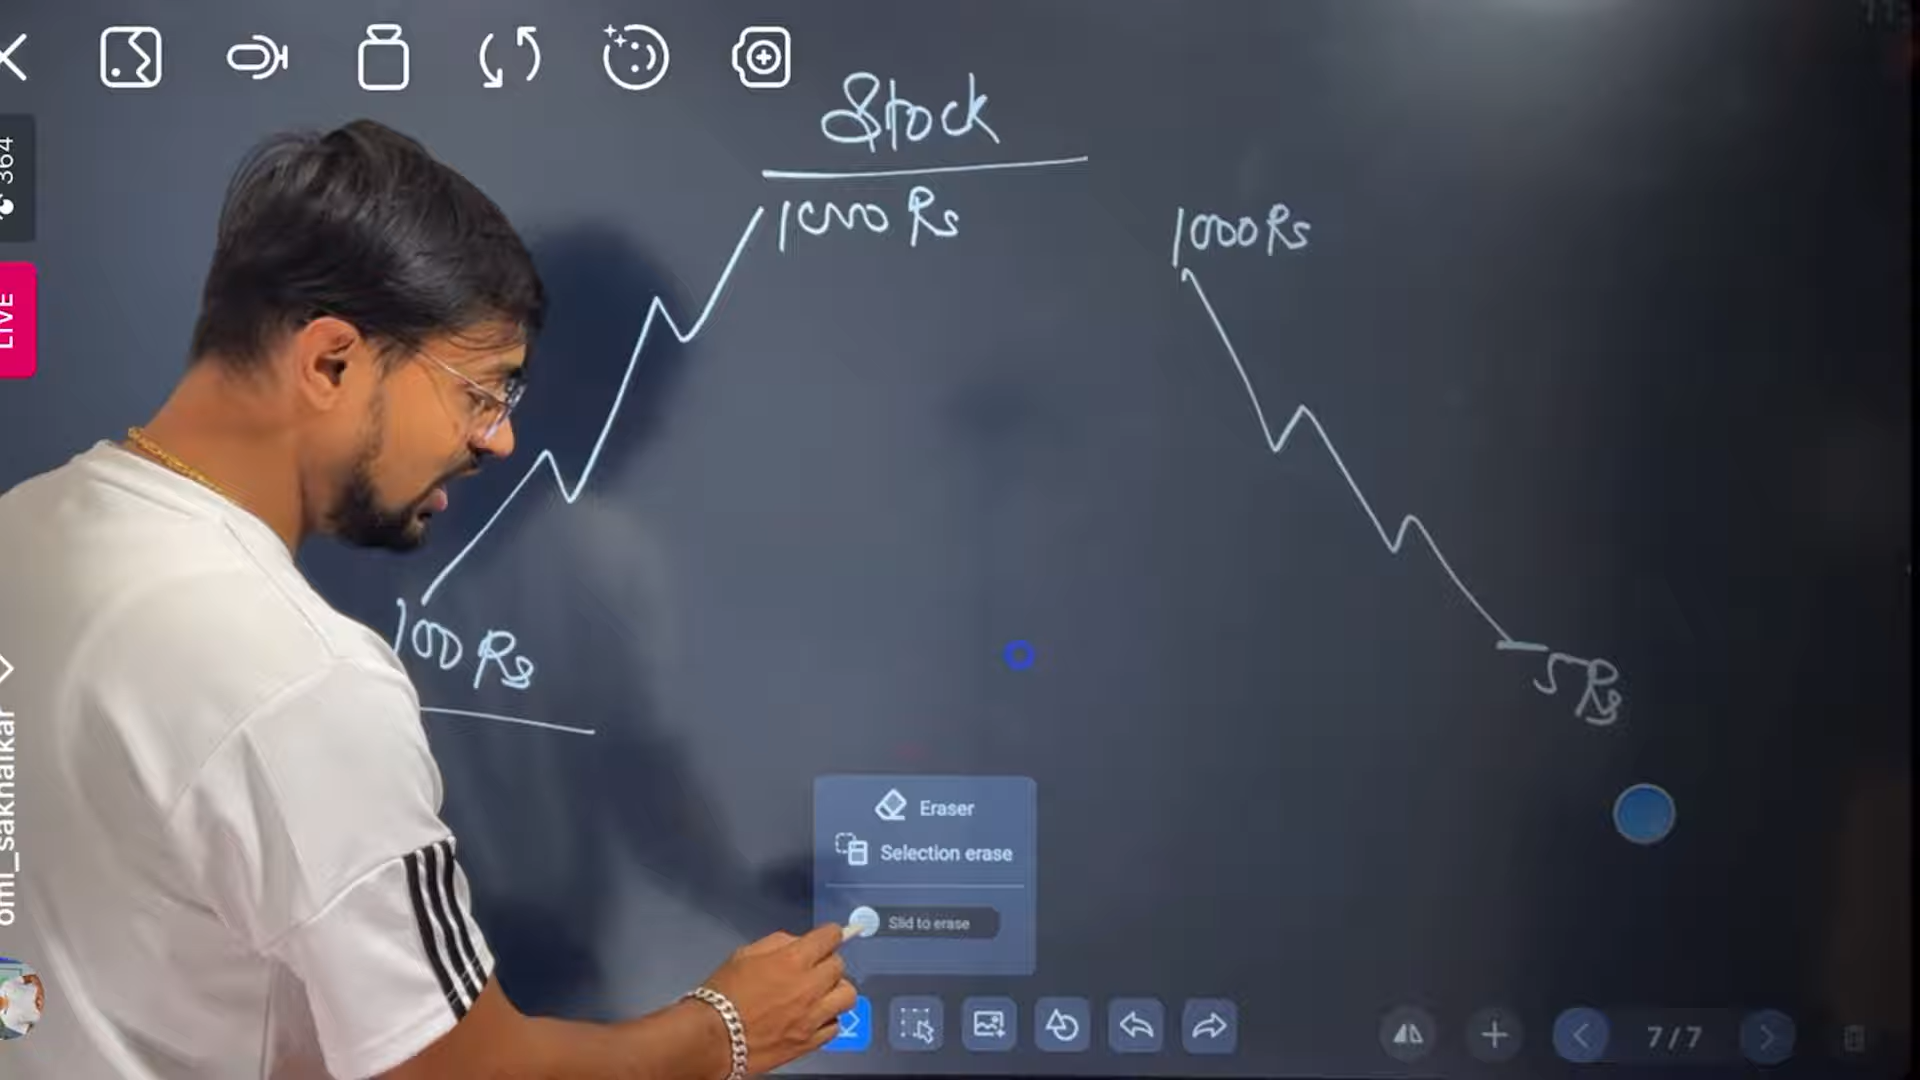 Stock
1000 Rs
1000 Rs
100 Rs
5 Rs
364
LIVE
omi_sakhalkar
Eraser
Selection erase
Slid to erase
7/7